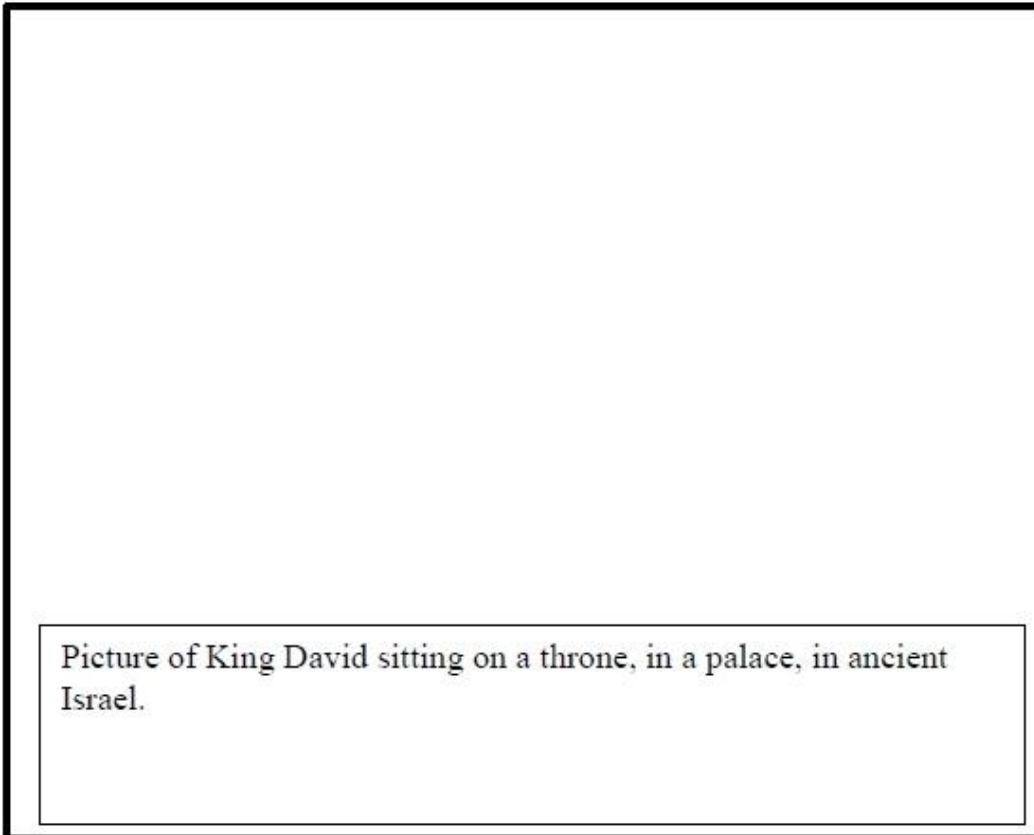 Picture of King David sitting on a throne, in a palace, in ancient
Israel.